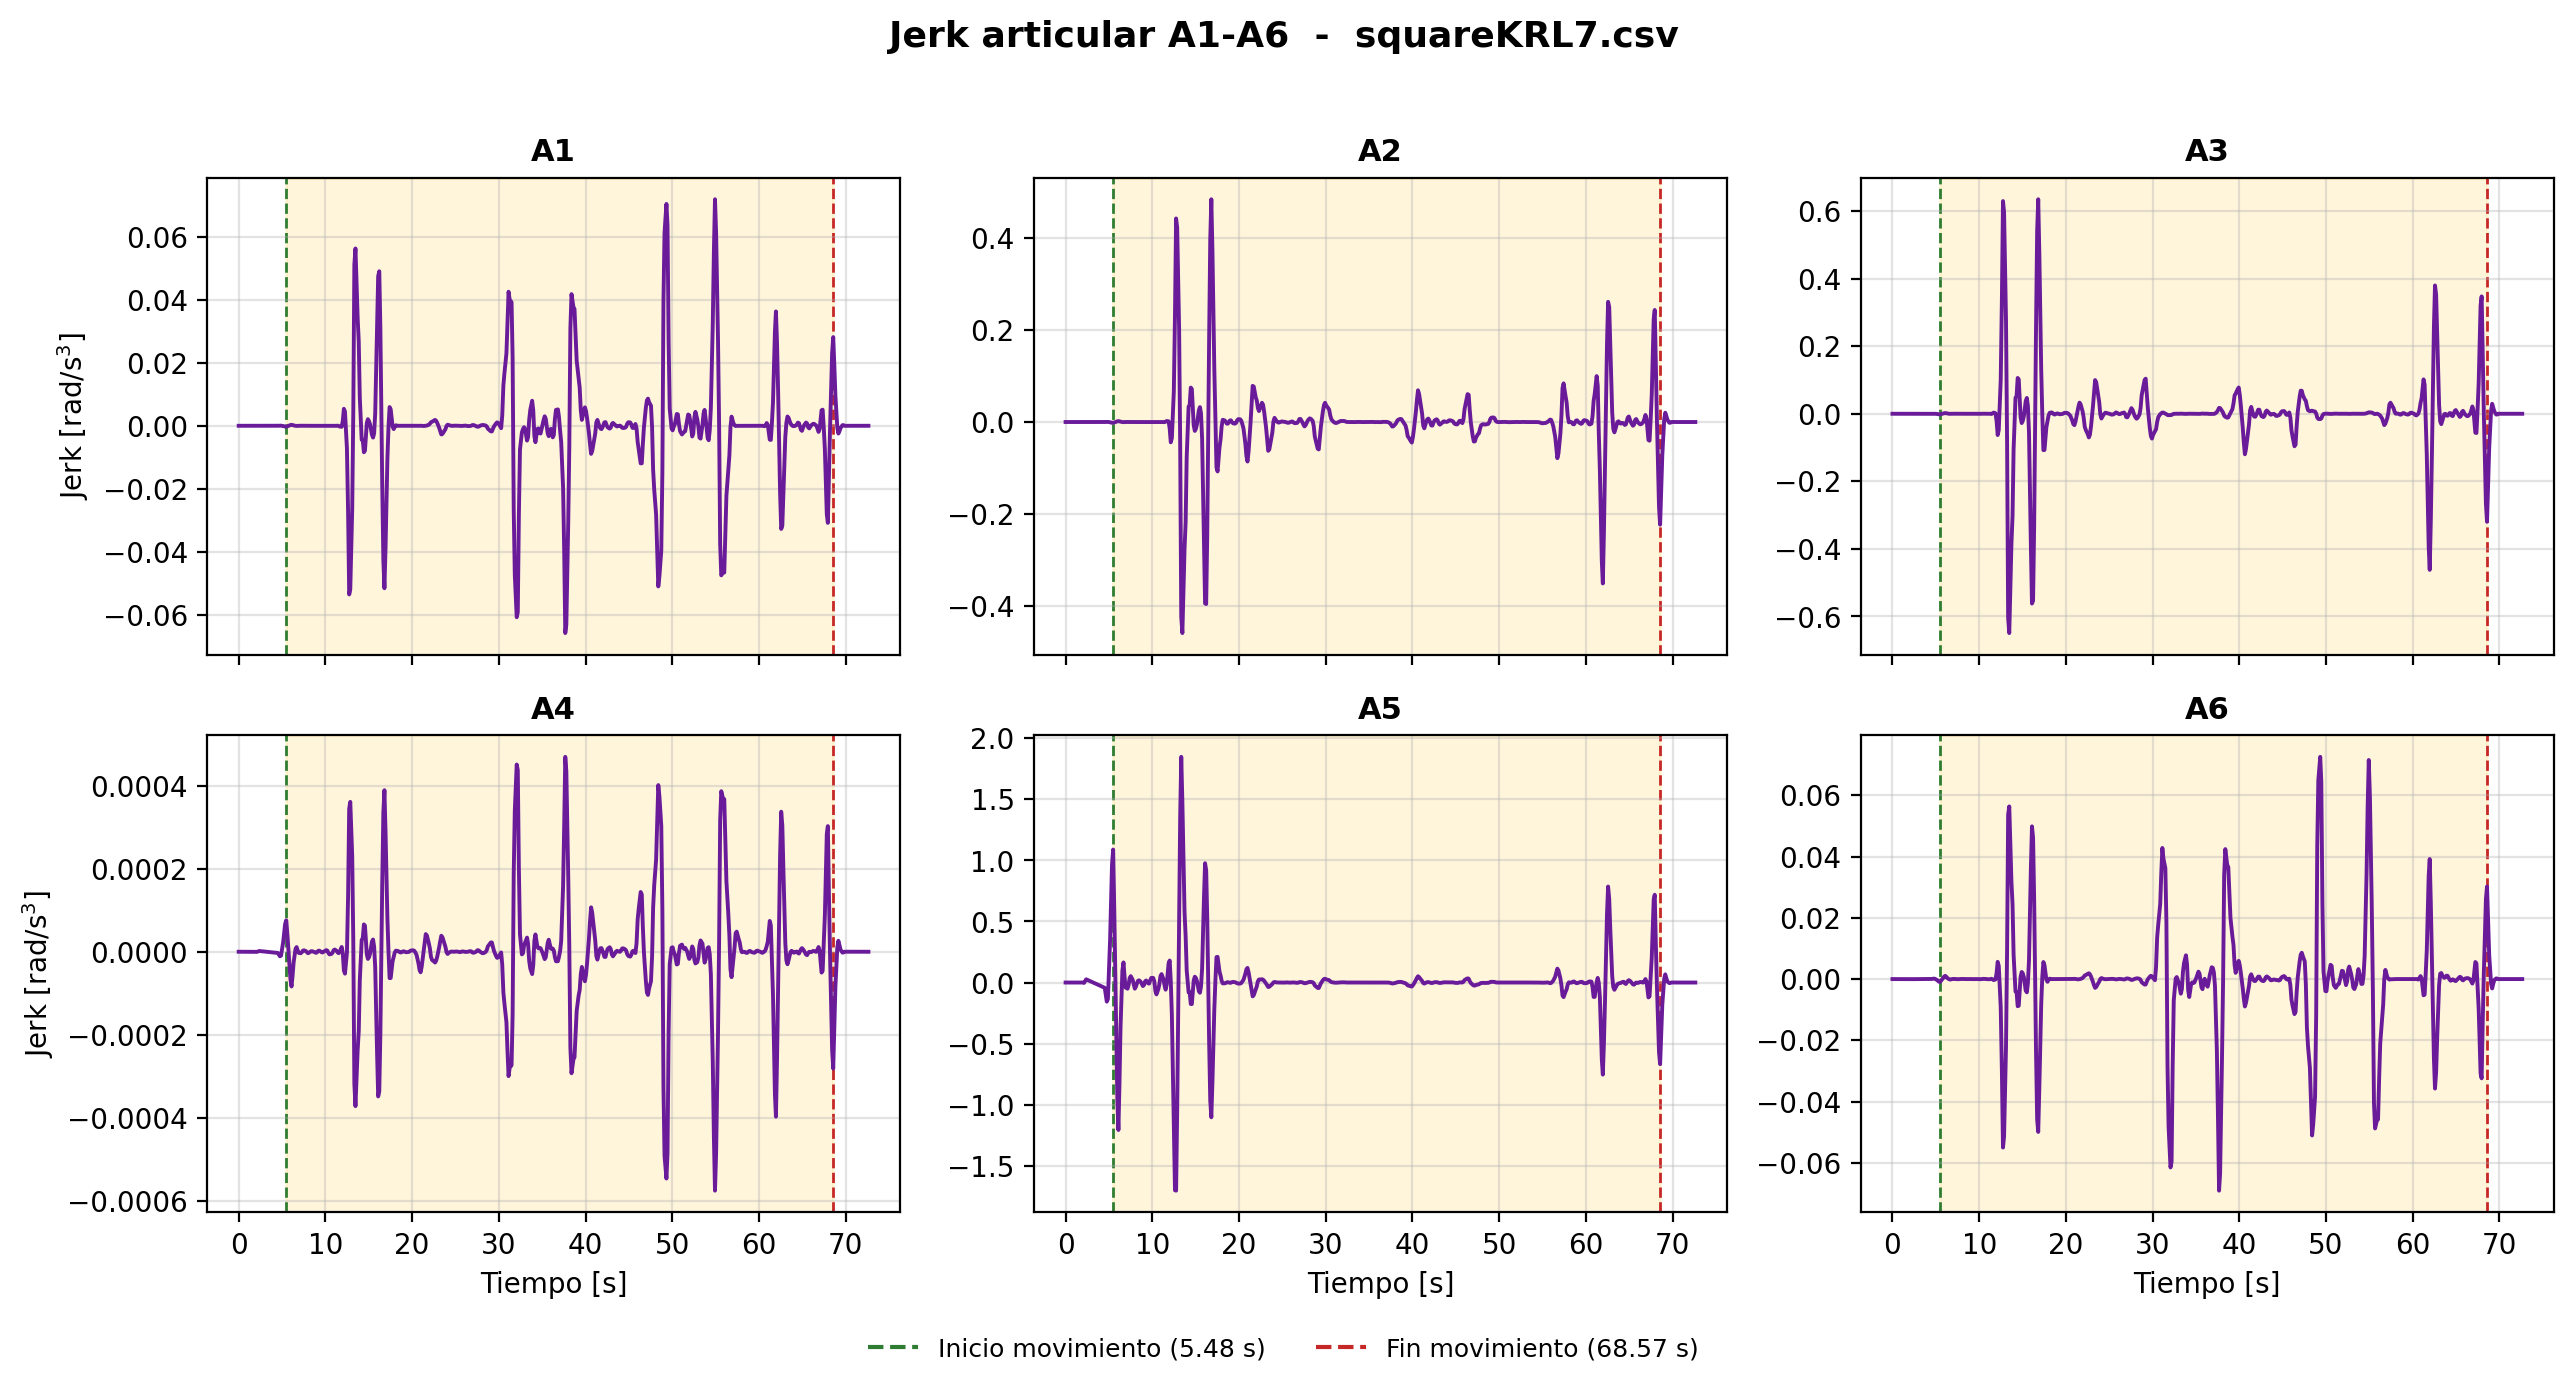 Jerk articular A1-A6  -  squareKRL7.csv
A1
A2
A3
Jerk [rad/s³]
0.06
0.04
0.02
0.00
−0.02
−0.04
−0.06
0.4
0.2
0.0
−0.2
−0.4
0.6
0.4
0.2
0.0
−0.2
−0.4
−0.6
A4
A5
A6
Jerk [rad/s³]
0.0004
0.0002
0.0000
−0.0002
−0.0004
−0.0006
2.0
1.5
1.0
0.5
0.0
−0.5
−1.0
−1.5
0.06
0.04
0.02
0.00
−0.02
−0.04
−0.06
0 10 20 30 40 50 60 70
0 10 20 30 40 50 60 70
0 10 20 30 40 50 60 70
Tiempo [s]
Tiempo [s]
Tiempo [s]
Inicio movimiento (5.48 s)
Fin movimiento (68.57 s)